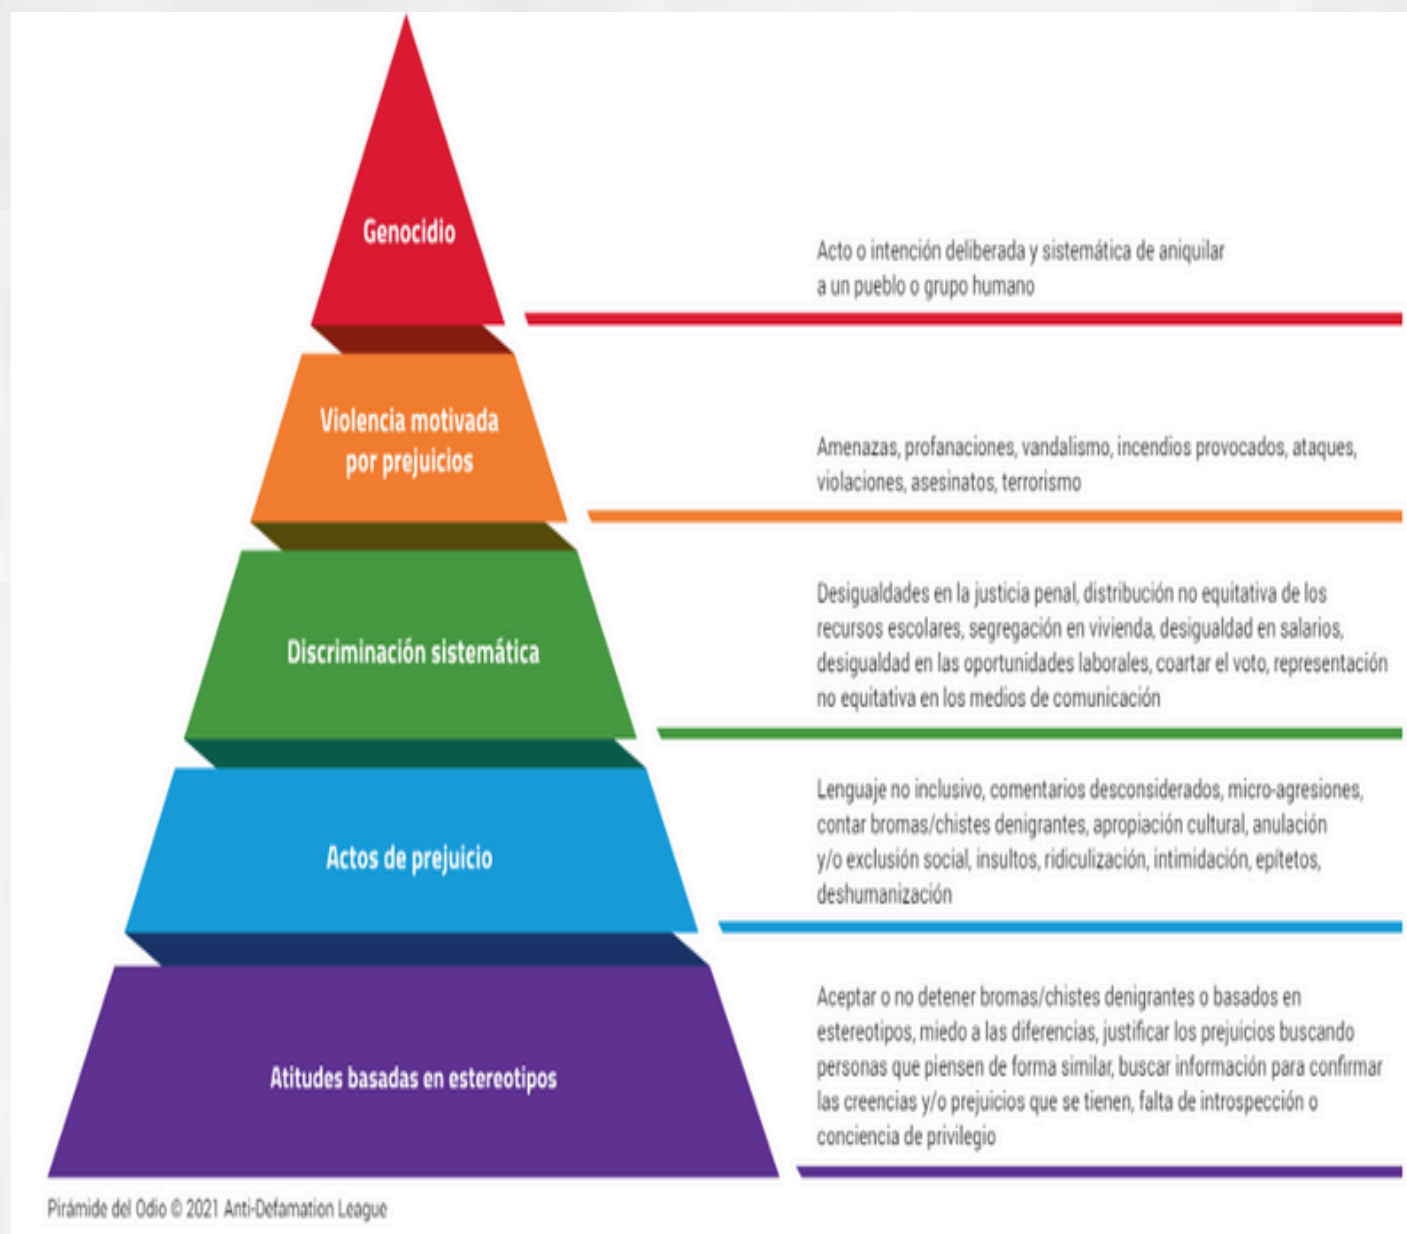 Genocidio
Acto o intención deliberada y sistemática de aniquilar
a un pueblo o grupo humano
Violencia motivada
por prejuicios
Amenazas, profanaciones, vandalismo, incendios provocados, ataques,
violaciones, asesinatos, terrorismo
Discriminación sistemática
Desigualdades en la justicia penal, distribución no equitativa de los
recursos escolares, segregación en vivienda, desigualdad en salarios,
desigualdad en las oportunidades laborales, coartar el voto, representación
no equitativa en los medios de comunicación
Actos de prejuicio
Lenguaje no inclusivo, comentarios desconsiderados, micro-agresiones,
contar bromas/chistes denigrantes, apropiación cultural, anulación
y/o exclusión social, insultos, ridiculización, intimidación, epítetos,
deshumanización
Atitudes basadas en estereotipos
Aceptar o no detener bromas/chistes denigrantes o basados en
estereotipos, miedo a las diferencias, justificar los prejuicios buscando
personas que piensen de forma similar, buscar información para confirmar
las creencias y/o prejuicios que se tienen, falta de introspección o
conciencia de privilegio
Pirámide del Odio © 2021 Anti-Defamation League